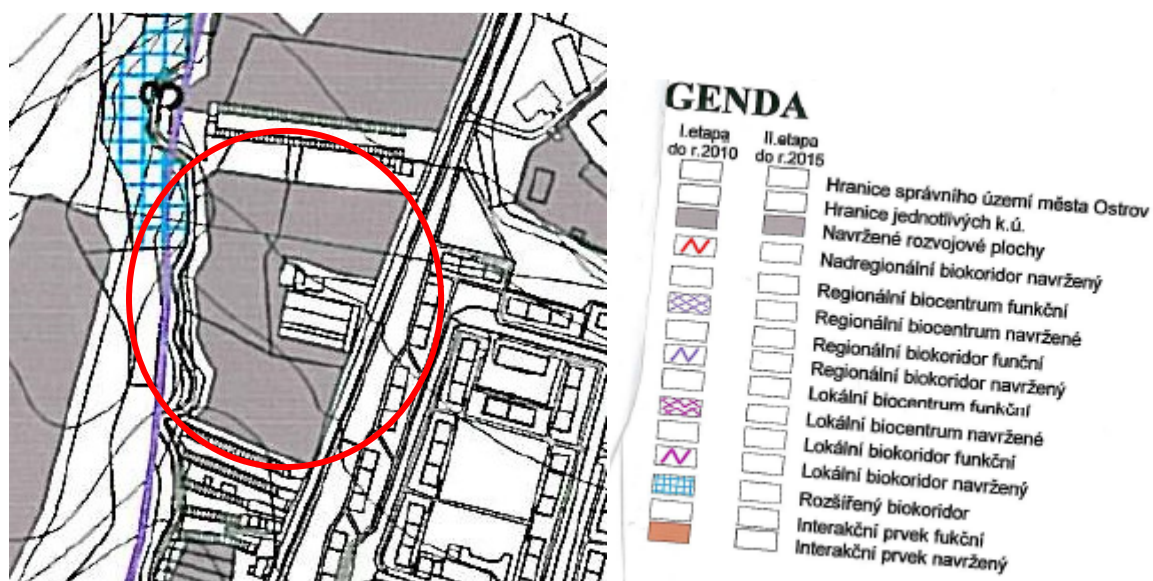 GENDA
I.etapa II.etapa
do r.2010 do r.2015
Hranice správního území města Ostrov
Hranice jednotlivých k.ú.
Navržené rozvojové plochy
Nadregionální biokoridor navržený
Regionální biocentrum funkční
Regionální biocentrum navržené
Regionální biokoridor funční
Regionální biokoridor navržený
Lokální biocentrum funkční
Lokální biocentrum navržené
Lokální biokoridor funkční
Lokální biokoridor navržený
Rozšířený biokoridor
Interakční prvek fukční
Interakční prvek navržený